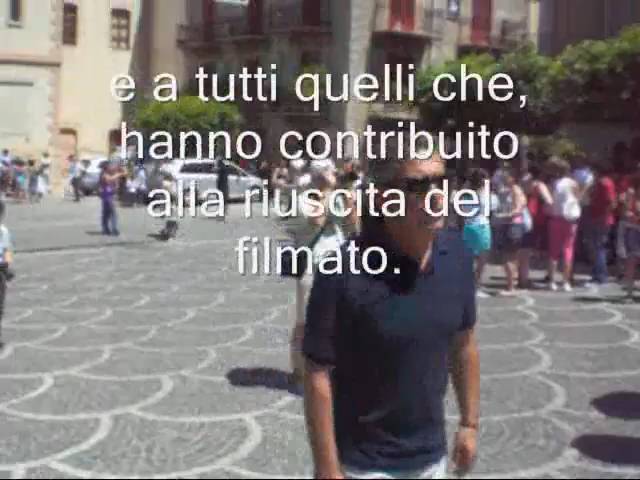 e a tutti quelli che,
hanno contribuito
alla riuscita del
filmato.